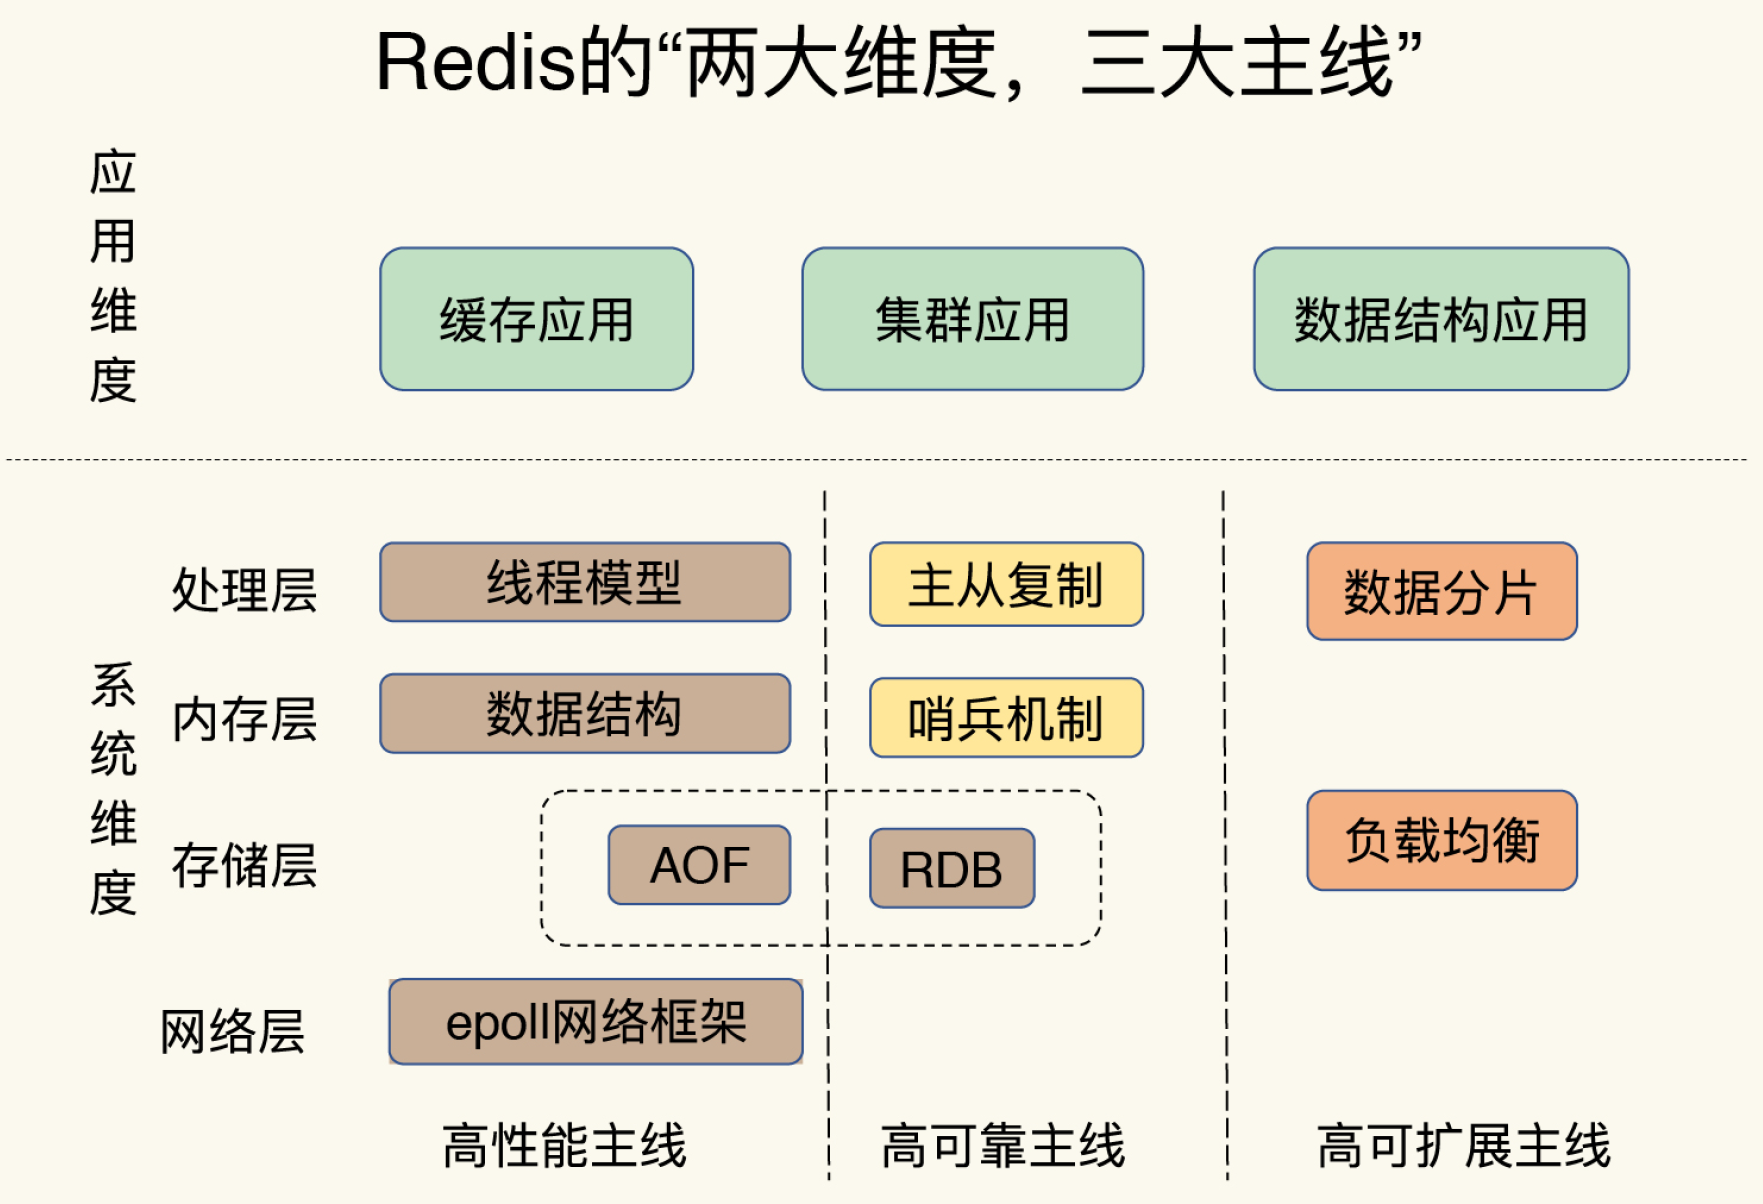 Redis的“两大维度，三大主线”
应用维度
缓存应用
集群应用
数据结构应用
系统维度
处理层
线程模型
主从复制
数据分片
内存层
数据结构
哨兵机制
存储层
AOF
RDB
负载均衡
网络层
epoll网络框架
高性能主线
高可靠主线
高可扩展主线